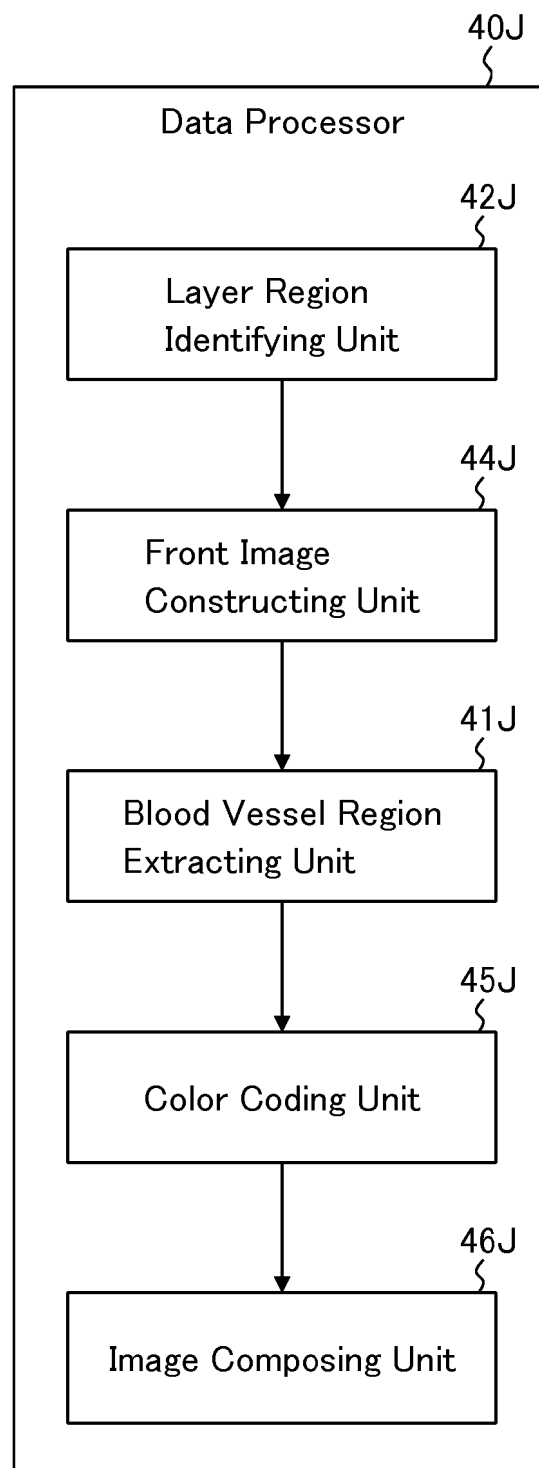 40J
Data Processor
42J
Layer Region
Identifying Unit
44J
Front Image
Constructing Unit
41J
Blood Vessel Region
Extracting Unit
45J
Color Coding Unit
46J
Image Composing Unit